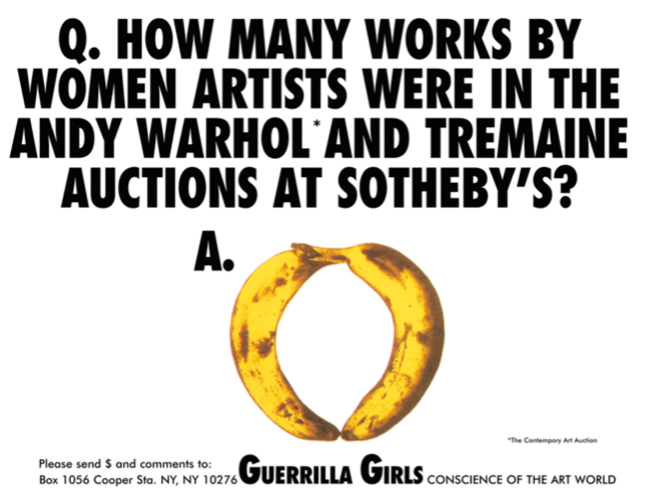 Q. HOW MANY WORKS BY
WOMEN ARTISTS WERE IN THE
ANDY WARHOL* AND TREMAINE
AUCTIONS AT SOTHEBY'S?
A.
*The Contempory Art Auction
Please send $ and comments to:
Box 1056 Cooper Sta. NY, NY 10276 GUERRILLA GIRLS CONSCIENCE OF THE ART WORLD